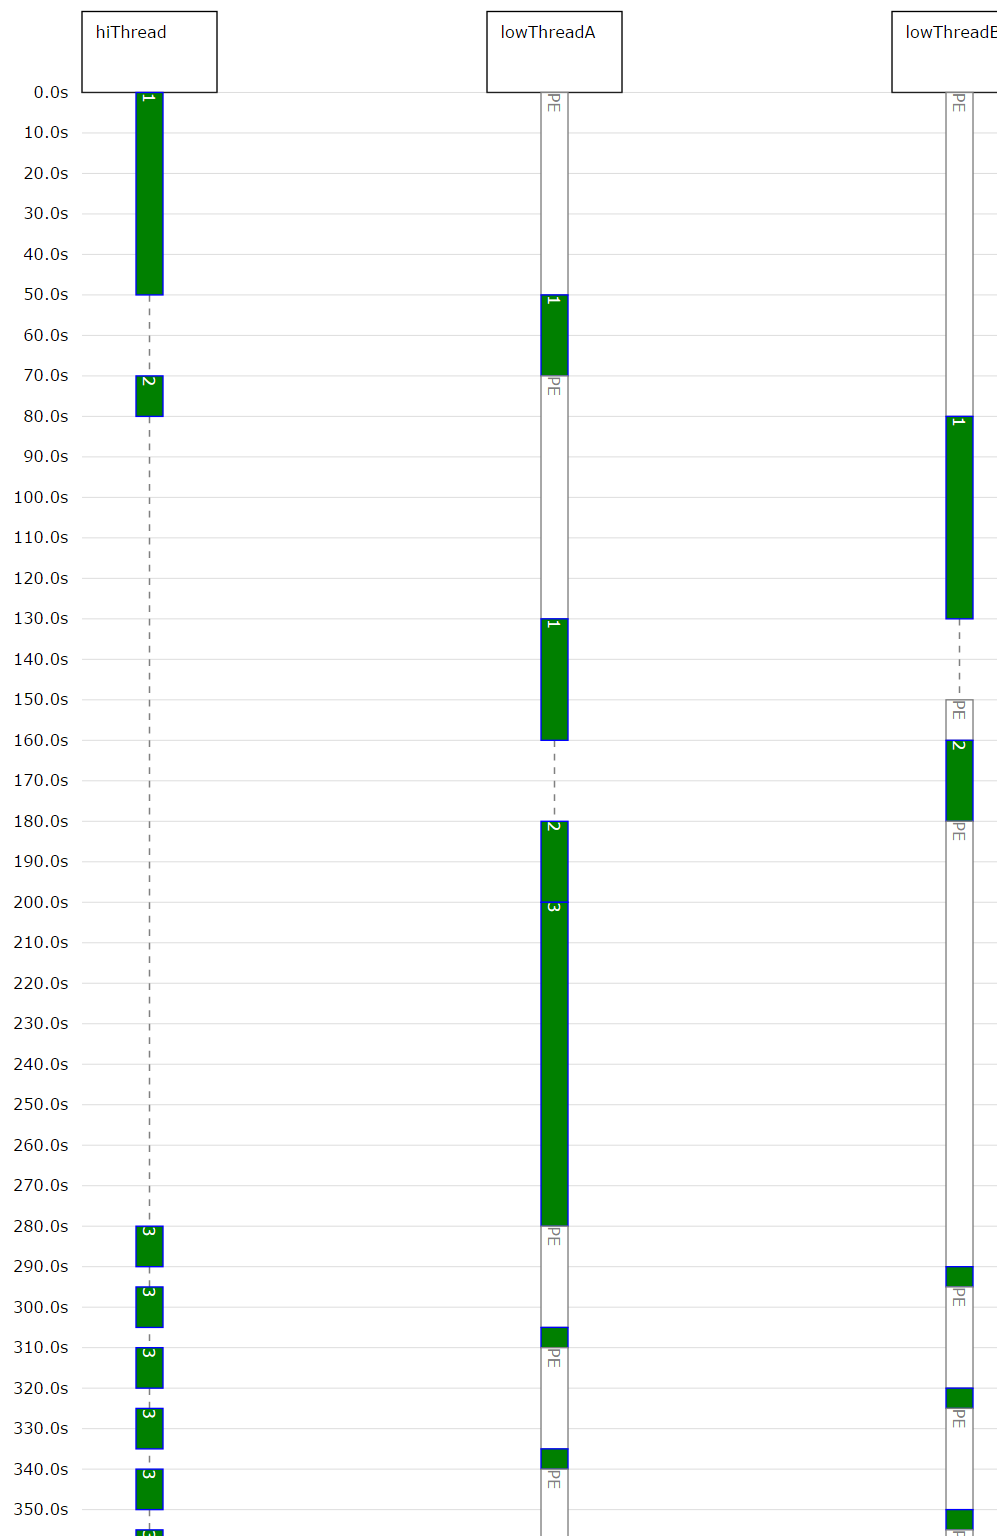 hiThread lowThreadA lowThreadB
0.0s 1 PE PE
10.0s
20.0s
30.0s
40.0s
50.0s 1
60.0s
70.0s 2 PE
80.0s 1
90.0s
100.0s
110.0s
120.0s
130.0s 1
140.0s
150.0s PE
160.0s 2
170.0s
180.0s 2 PE
190.0s
200.0s 3
210.0s
220.0s
230.0s
240.0s
250.0s
260.0s
270.0s
280.0s 3 PE
290.0s
3 PE
300.0s
310.0s 3 PE
320.0s
3 PE
330.0s
340.0s 3 PE
350.0s